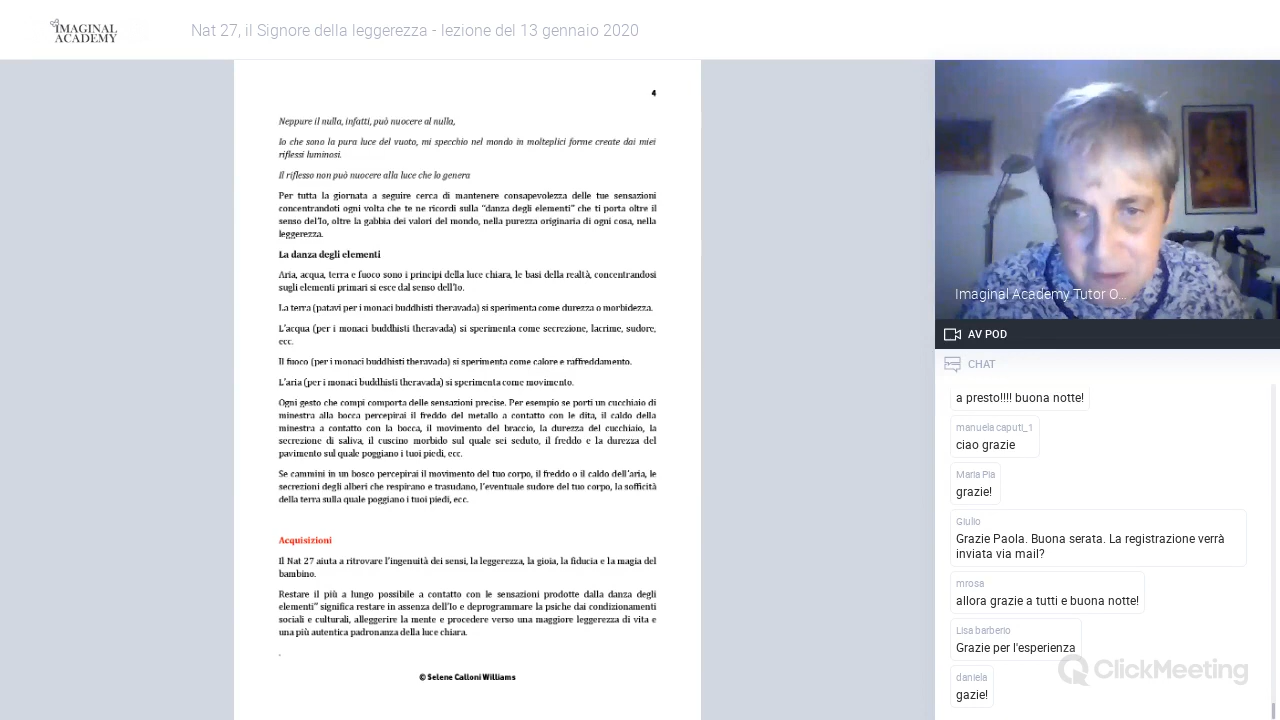 IMAGINAL
ACADEMY
Nat 27, il Signore della leggerezza - lezione del 13 gennaio 2020
4
Neppure il nulla, infatti, può nuocere al nulla,
Io che sono la pura luce del vuoto, mi specchio nel mondo in molteplici forme create dai miei
riflessi luminosi.
Il riflesso non può nuocere alla luce che lo genera
Per tutta la giornata a seguire cerca di mantenere consapevolezza delle tue sensazioni
concentrandoti ogni volta che te ne ricordi sulla “danza degli elementi” che ti porta oltre il
senso del’Io, oltre la gabbia dei valori del mondo, nella purezza originaria di ogni cosa, nella
leggerezza.
La danza degli elementi
Aria, acqua, terra e fuoco sono i principi della luce chiara, le basi della realtà, concentrandosi
sugli elementi primari si esce dal senso dell’Io.
La terra (patavi per i monaci buddhisti theravada) si sperimenta come durezza o morbidezza.
L’acqua (per i monaci buddhisti theravada) si sperimenta come secrezione, lacrime, sudore,
ecc.
Il fuoco (per i monaci buddhisti theravada) si sperimenta come calore e raffreddamento.
L’aria (per i monaci buddhisti theravada) si sperimenta come movimento.
Ogni gesto che compi comporta delle sensazioni precise. Per esempio se porti un cucchiaio di
minestra alla bocca percepirai il freddo del metallo a contatto con le dita, il caldo della
minestra a contatto con la bocca, il movimento del braccio, la durezza del cucchiaio, la
secrezione di saliva, il cuscino morbido sul quale sei seduto, il freddo e la durezza del
pavimento sul quale poggiano i tuoi piedi, ecc.
Se cammini in un bosco percepirai il movimento del tuo corpo, il freddo o il caldo dell’aria, le
secrezioni degli alberi che respirano e trasudano, l’eventuale sudore del tuo corpo, la sofficità
della terra sulla quale poggiano i tuoi piedi, ecc.
Acquisizioni
Il Nat 27 aiuta a ritrovare l’ingenuità dei sensi, la leggerezza, la gioia, la fiducia e la magia del
bambino.
Restare il più a lungo possibile a contatto con le sensazioni prodotte dalla danza degli
elementi” significa restare in assenza dell’Io e deprogrammare la psiche dai condizionamenti
sociali e culturali, alleggerire la mente e procedere verso una maggiore leggerezza di vita e
una più autentica padronanza della luce chiara.
.
© Selene Calloni Williams
Imaginal Academy Tutor O...
AV POD
CHAT
a presto!!!! buona notte!
manuela caputi_1
ciao grazie
Maria Pia
grazie!
Giulio
Grazie Paola. Buona serata. La registrazione verrà
inviata via mail?
mrosa
allora grazie a tutti e buona notte!
Lisa barberio
Grazie per l'esperienza
ClickMeeting
daniela
gazie!